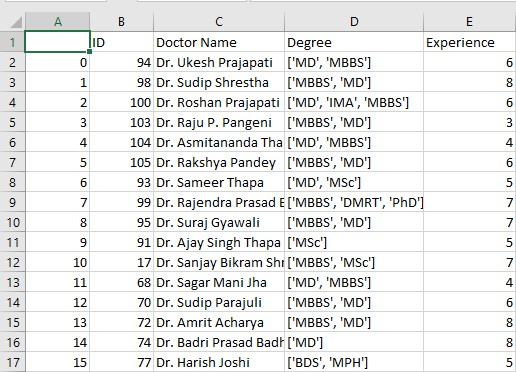 A B C D E
1 ID Doctor Name Degree Experience
2 0 94 Dr. Ukesh Prajapati ['MD', 'MBBS'] 6
3 1 98 Dr. Sudip Shrestha ['MBBS', 'MD'] 8
4 2 100 Dr. Roshan Prajapati ['MD', 'IMA', 'MBBS'] 6
5 3 103 Dr. Raju P. Pangeni ['MBBS', 'MD'] 3
6 4 104 Dr. Asmitananda Tha ['MD', 'MBBS'] 4
7 5 105 Dr. Rakshya Pandey ['MBBS', 'MD'] 6
8 6 93 Dr. Sameer Thapa ['MD', 'MSc'] 5
9 7 99 Dr. Rajendra Prasad ['MBBS', 'DMRT', 'PhD'] 7
10 8 95 Dr. Suraj Gyawali ['MBBS', 'MD'] 7
11 9 91 Dr. Ajay Singh Thapa ['MSc'] 5
12 10 17 Dr. Sanjay Bikram Shr ['MBBS', 'MSc'] 7
13 11 68 Dr. Sagar Mani Jha ['MD', 'MBBS'] 4
14 12 70 Dr. Sudip Parajuli ['MBBS', 'MD'] 6
15 13 72 Dr. Amrit Acharya ['MBBS', 'MD'] 8
16 14 74 Dr. Badri Prasad Badh ['MD'] 8
17 15 77 Dr. Harish Joshi ['BDS', 'MPH'] 5